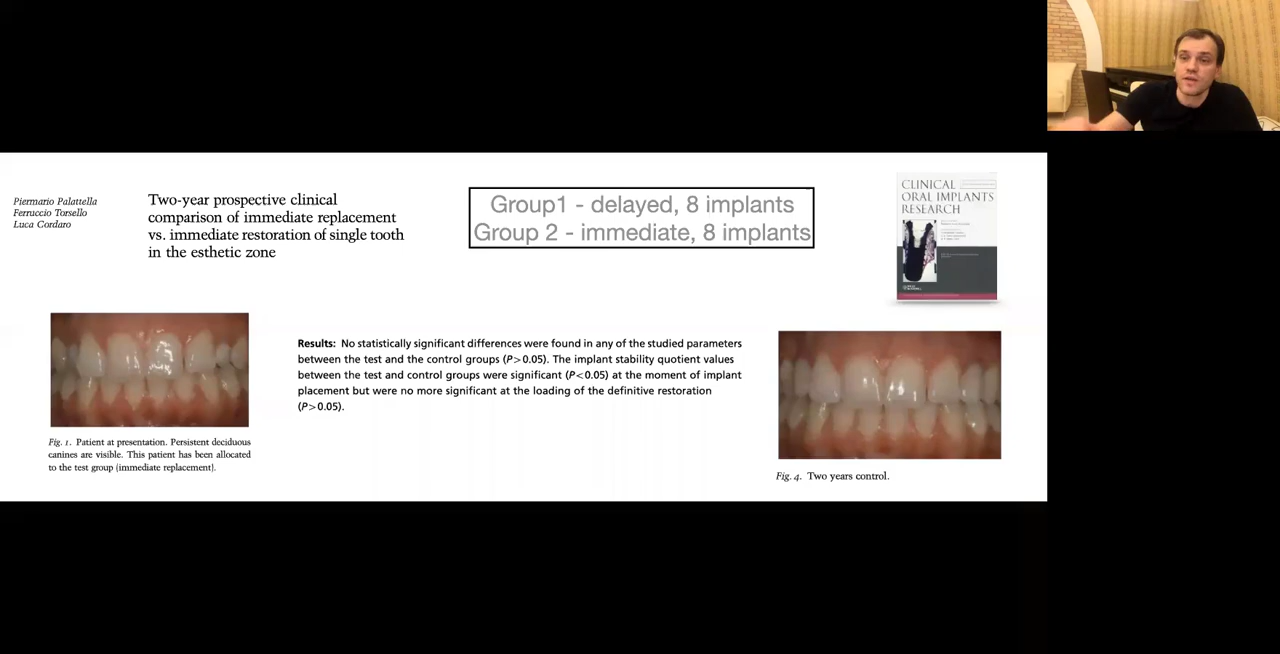 Piermario Palattella
Ferruccio Torsello
Luca Cordaro
Two-year prospective clinical
comparison of immediate replacement
vs. immediate restoration of single tooth
in the esthetic zone
Group1 - delayed, 8 implants
Group 2 - immediate, 8 implants
CLINICAL
ORAL IMPLANTS
RESEARCH
Results: No statistically significant differences were found in any of the studied parameters
between the test and the control groups (P>0.05). The implant stability quotient values
between the test and control groups were significant (P<0.05) at the moment of implant
placement but were no more significant at the loading of the definitive restoration
(P>0.05).
Fig. 1. Patient at presentation. Persistent deciduous
canines are visible. This patient has been allocated
to the test group (immediate replacement).
Fig. 4. Two years control.